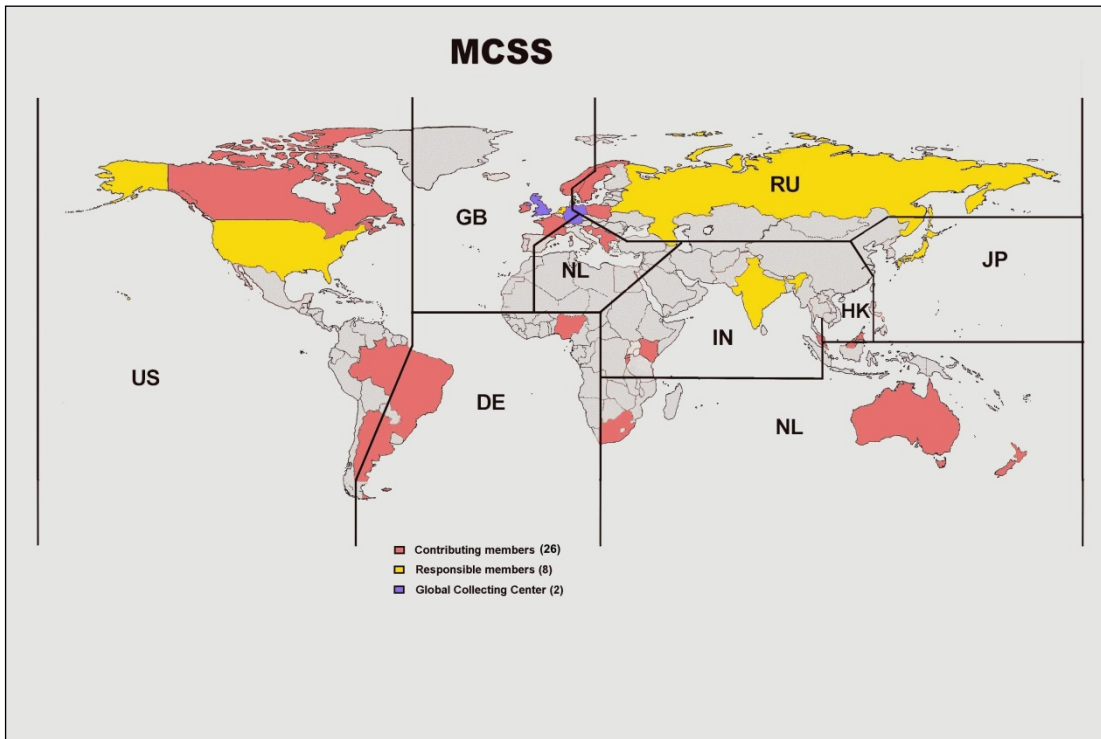 MCSS
RU
GB
JP
NL
HK
IN
US
DE
NL
Contributing members (26)
Responsible members (8)
Global Collecting Center (2)